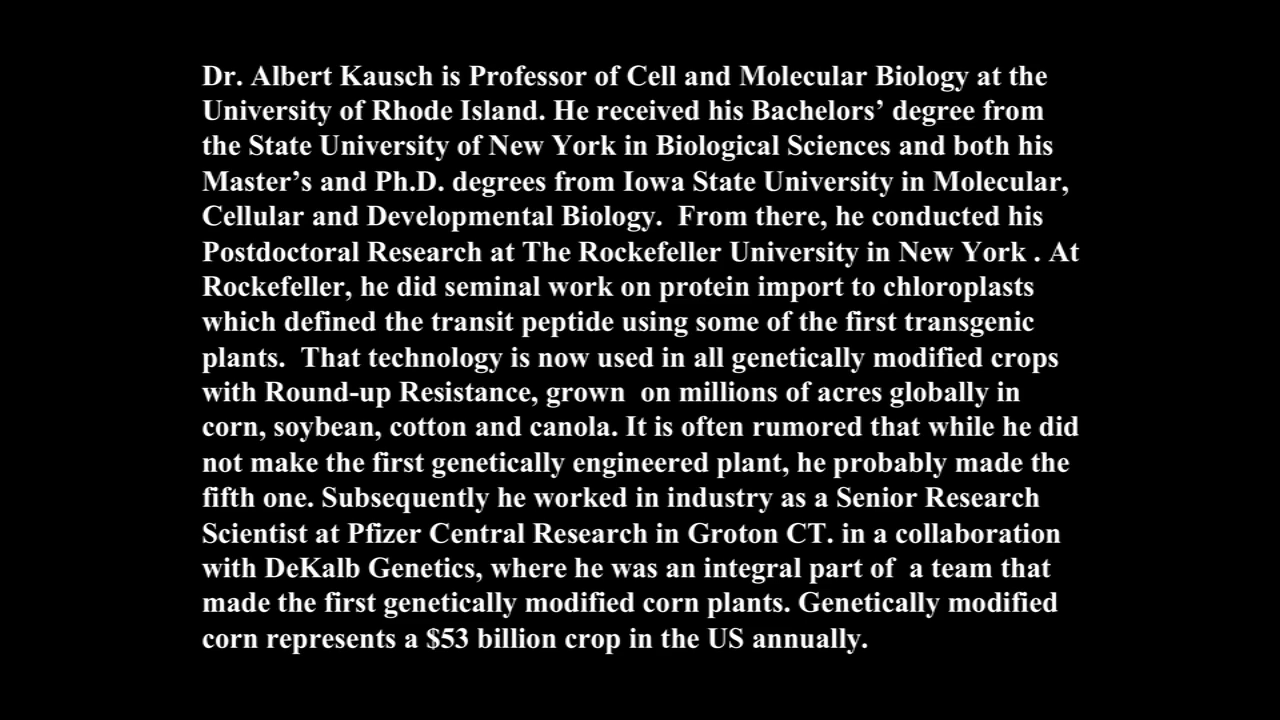 Dr. Albert Kausch is Professor of Cell and Molecular Biology at the
University of Rhode Island. He received his Bachelors’ degree from
the State University of New York in Biological Sciences and both his
Master’s and Ph.D. degrees from Iowa State University in Molecular,
Cellular and Developmental Biology.  From there, he conducted his
Postdoctoral Research at The Rockefeller University in New York . At
Rockefeller, he did seminal work on protein import to chloroplasts
which defined the transit peptide using some of the first transgenic
plants.  That technology is now used in all genetically modified crops
with Round-up Resistance, grown  on millions of acres globally in
corn, soybean, cotton and canola. It is often rumored that while he did
not make the first genetically engineered plant, he probably made the
fifth one. Subsequently he worked in industry as a Senior Research
Scientist at Pfizer Central Research in Groton CT. in a collaboration
with DeKalb Genetics, where he was an integral part of  a team that
made the first genetically modified corn plants. Genetically modified
corn represents a $53 billion crop in the US annually.